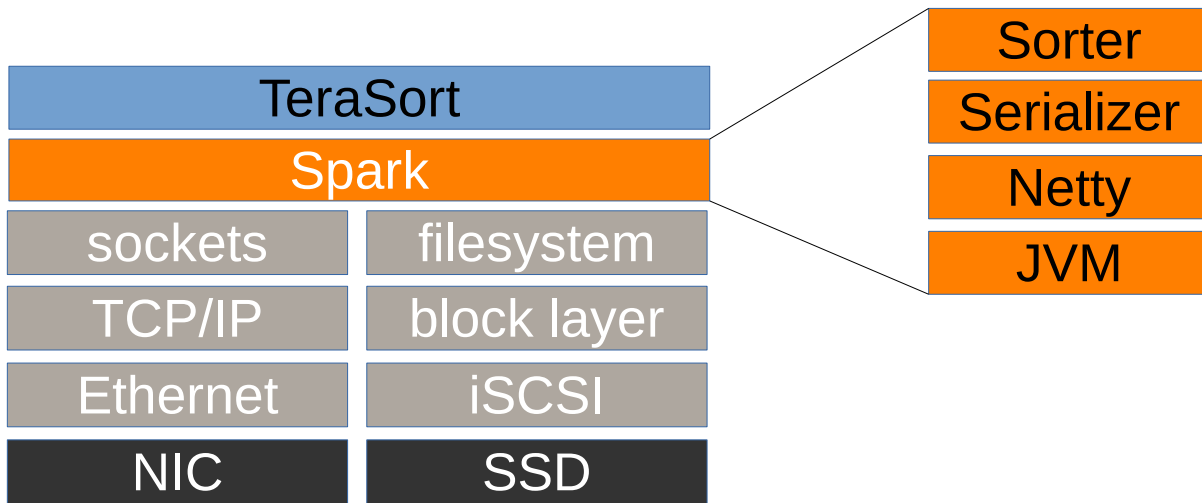 TeraSort
Spark
sockets
filesystem
TCP/IP
block layer
Ethernet
iSCSI
NIC
SSD
Sorter
Serializer
Netty
JVM